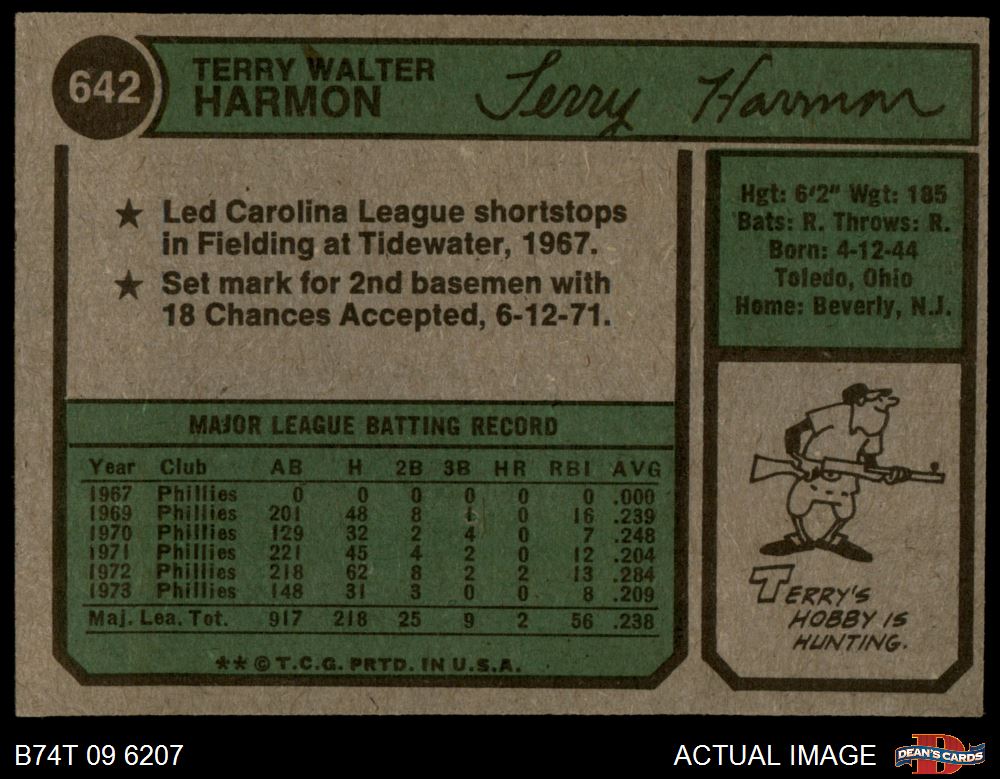 642
TERRY WALTER
HARMON
Terry Harmon
★ Led Carolina League shortstops
in Fielding at Tidewater, 1967.
★ Set mark for 2nd basemen with
18 Chances Accepted, 6-12-71.
Hgt: 6'2" Wgt: 185
Bats: R. Throws: R.
Born: 4-12-44
Toledo, Ohio
Home: Beverly, N.J.
MAJOR LEAGUE BATTING RECORD
Year Club AB H 2B 3B HR RBI AVG
1967 Phillies 0 0 0 0 0 0 .000
1969 Phillies 201 48 8 1 0 16 .239
1970 Phillies 129 32 2 4 0 7 .248
1971 Phillies 221 45 4 2 0 12 .204
1972 Phillies 218 62 8 2 2 13 .284
1973 Phillies 148 31 3 0 0 8 .209
Maj. Lea. Tot. 917 218 25 9 2 56 .238
** © T.C.G. PRTD. IN U.S.A.
TERRY'S
HOBBY IS
HUNTING.
B74T 09 6207
ACTUAL IMAGE
DEAN'S CARDS